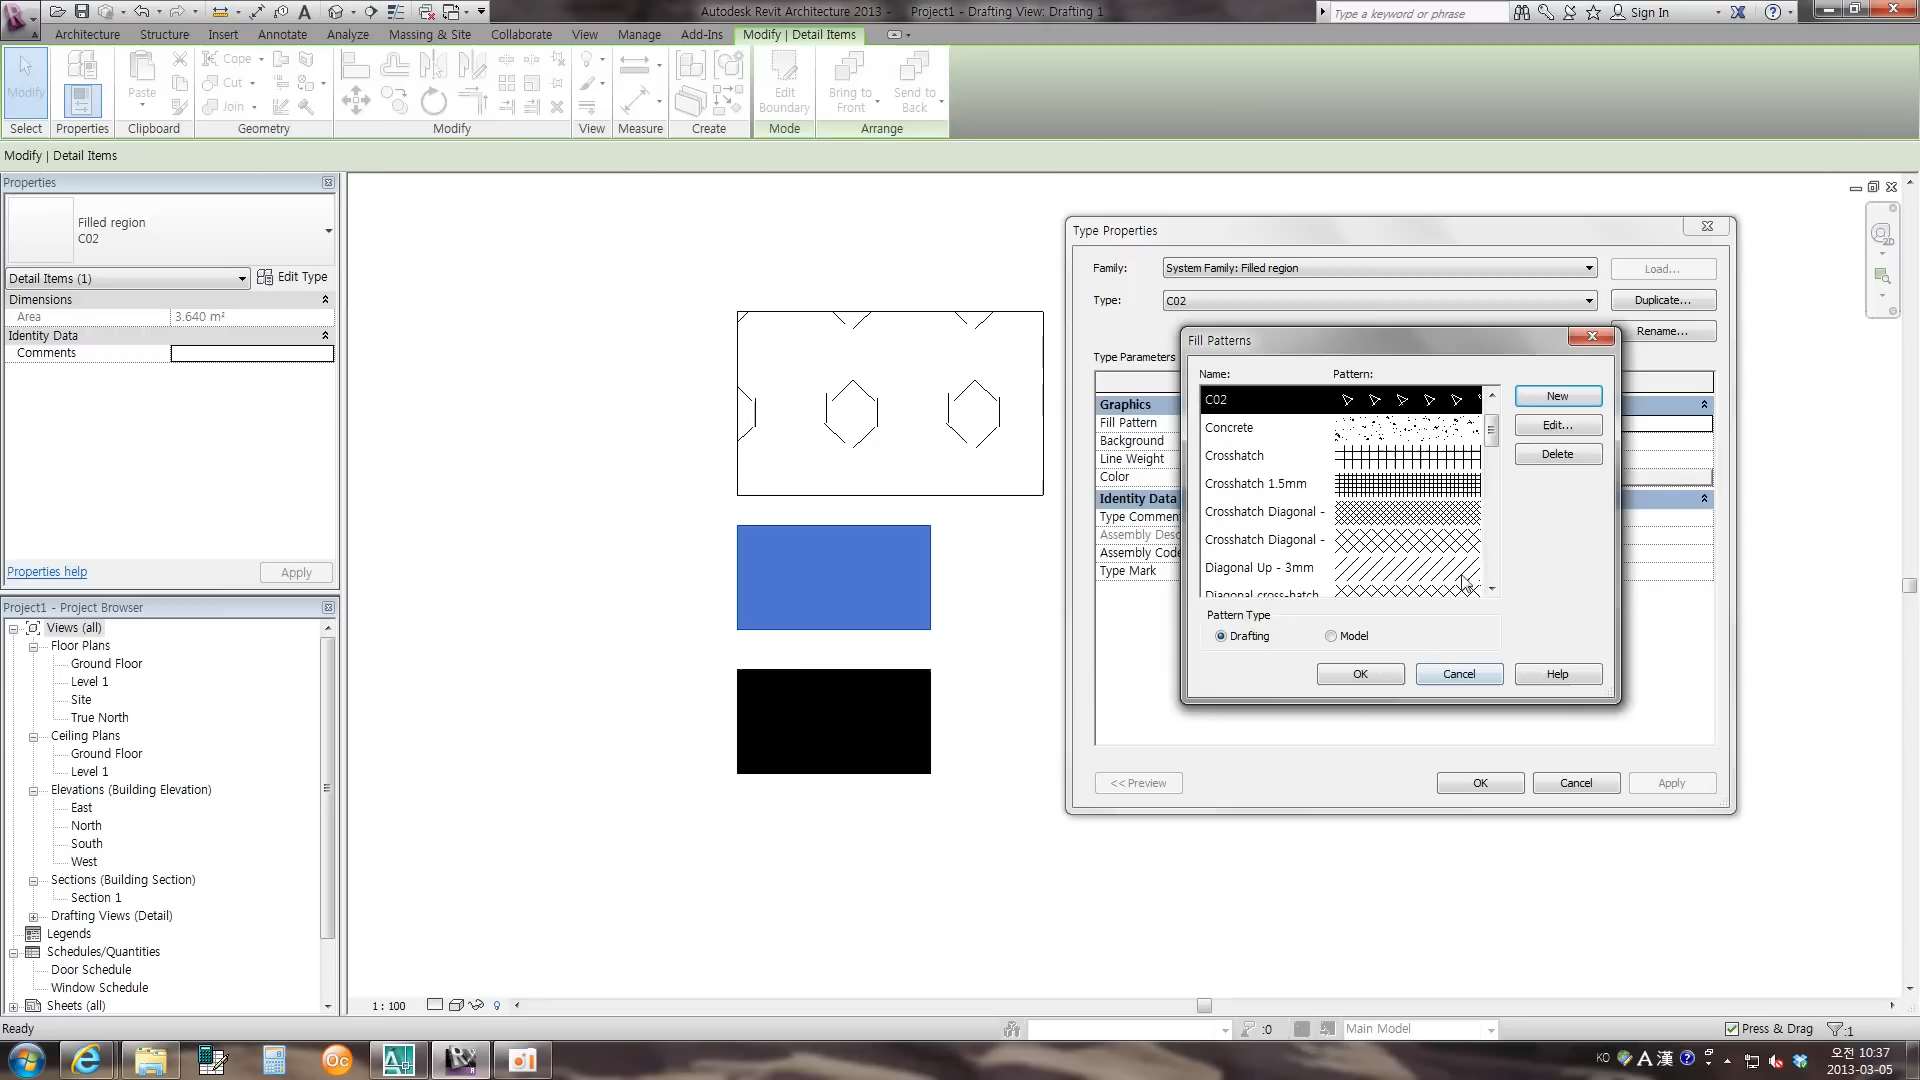 Autodesk Revit Architecture 2013 - Project1 - Drafting View: Drafting 1
Type a keyword or phrase
Sign In
Architecture Structure Insert Annotate Analyze Massing & Site Collaborate View Manage Add-Ins Modify | Detail Items
Modify Paste Cope Cut Join Edit Boundary Bring to Front Send to Back
Select Properties Clipboard Geometry Modify View Measure Create Mode Arrange
Modify | Detail Items
Properties
Filled region
C02
Detail Items (1) Edit Type
Dimensions
Area 3.640 m²
Identity Data
Comments
Properties help Apply
Project1 - Project Browser
Views (all)
Floor Plans
Ground Floor
Level 1
Site
True North
Ceiling Plans
Ground Floor
Level 1
Elevations (Building Elevation)
East
North
South
West
Sections (Building Section)
Section 1
Drafting Views (Detail)
Legends
Schedules/Quantities
Door Schedule
Window Schedule
Sheets (all)
Type Properties
Family: System Family: Filled region Load...
Type: C02 Duplicate...
Rename...
Type Parameters
Graphics
Fill Pattern
Background
Line Weight
Color
Identity Data
Type Commen
Assembly Desc
Assembly Code
Type Mark
<< Preview OK Cancel Apply
Fill Patterns
Name: Pattern:
C02 New
Concrete Edit...
Crosshatch Delete
Crosshatch 1.5mm
Crosshatch Diagonal -
Crosshatch Diagonal -
Diagonal Up - 3mm
Diagonal cross-hatch
Pattern Type
Drafting Model
OK Cancel Help
1 : 100
Ready :0 Main Model Press & Drag :1
Oc
KO A 漢 오전 10:37
2013-03-05